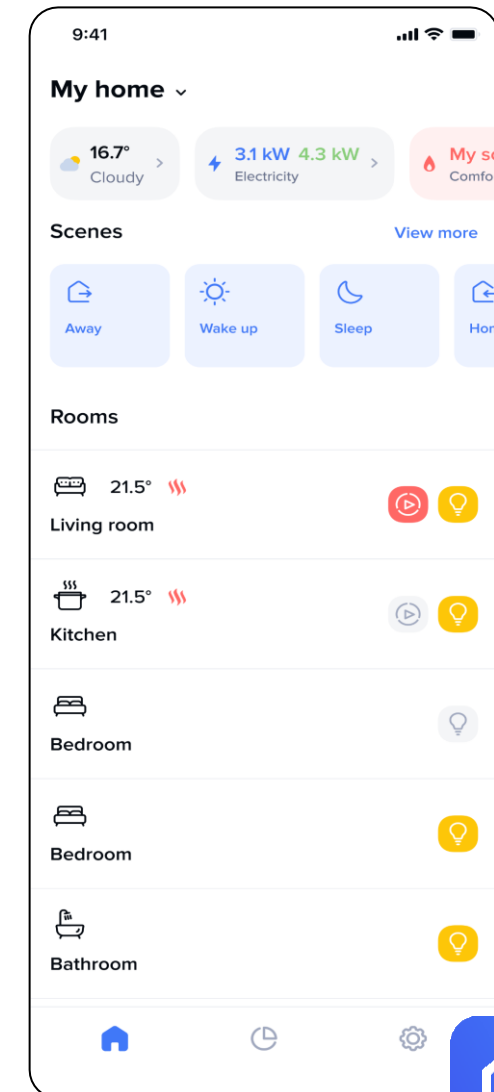 9:41
My home
16.7°
Cloudy
3.1 kW 4.3 kW
Electricity
My
Scenes
View more
Away
Wake up
Sleep
Rooms
21.5°
Living room
21.5°
Kitchen
Bedroom
Bedroom
Bathroom